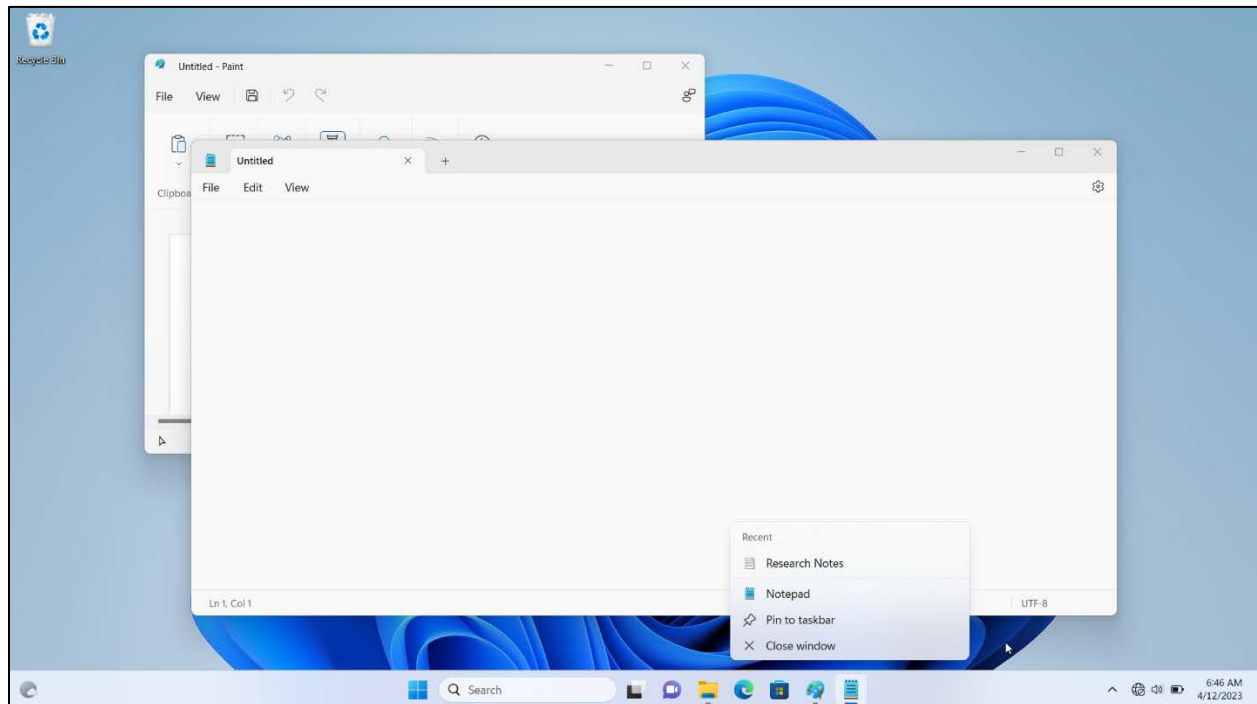 Recycle Bin
Untitled - Paint
File View
Clipboa
Untitled
File Edit View
Recent
Research Notes
Notepad
Pin to taskbar
Close window
Ln 1, Col 1
UTF-8
Search
6:46 AM
4/12/2023